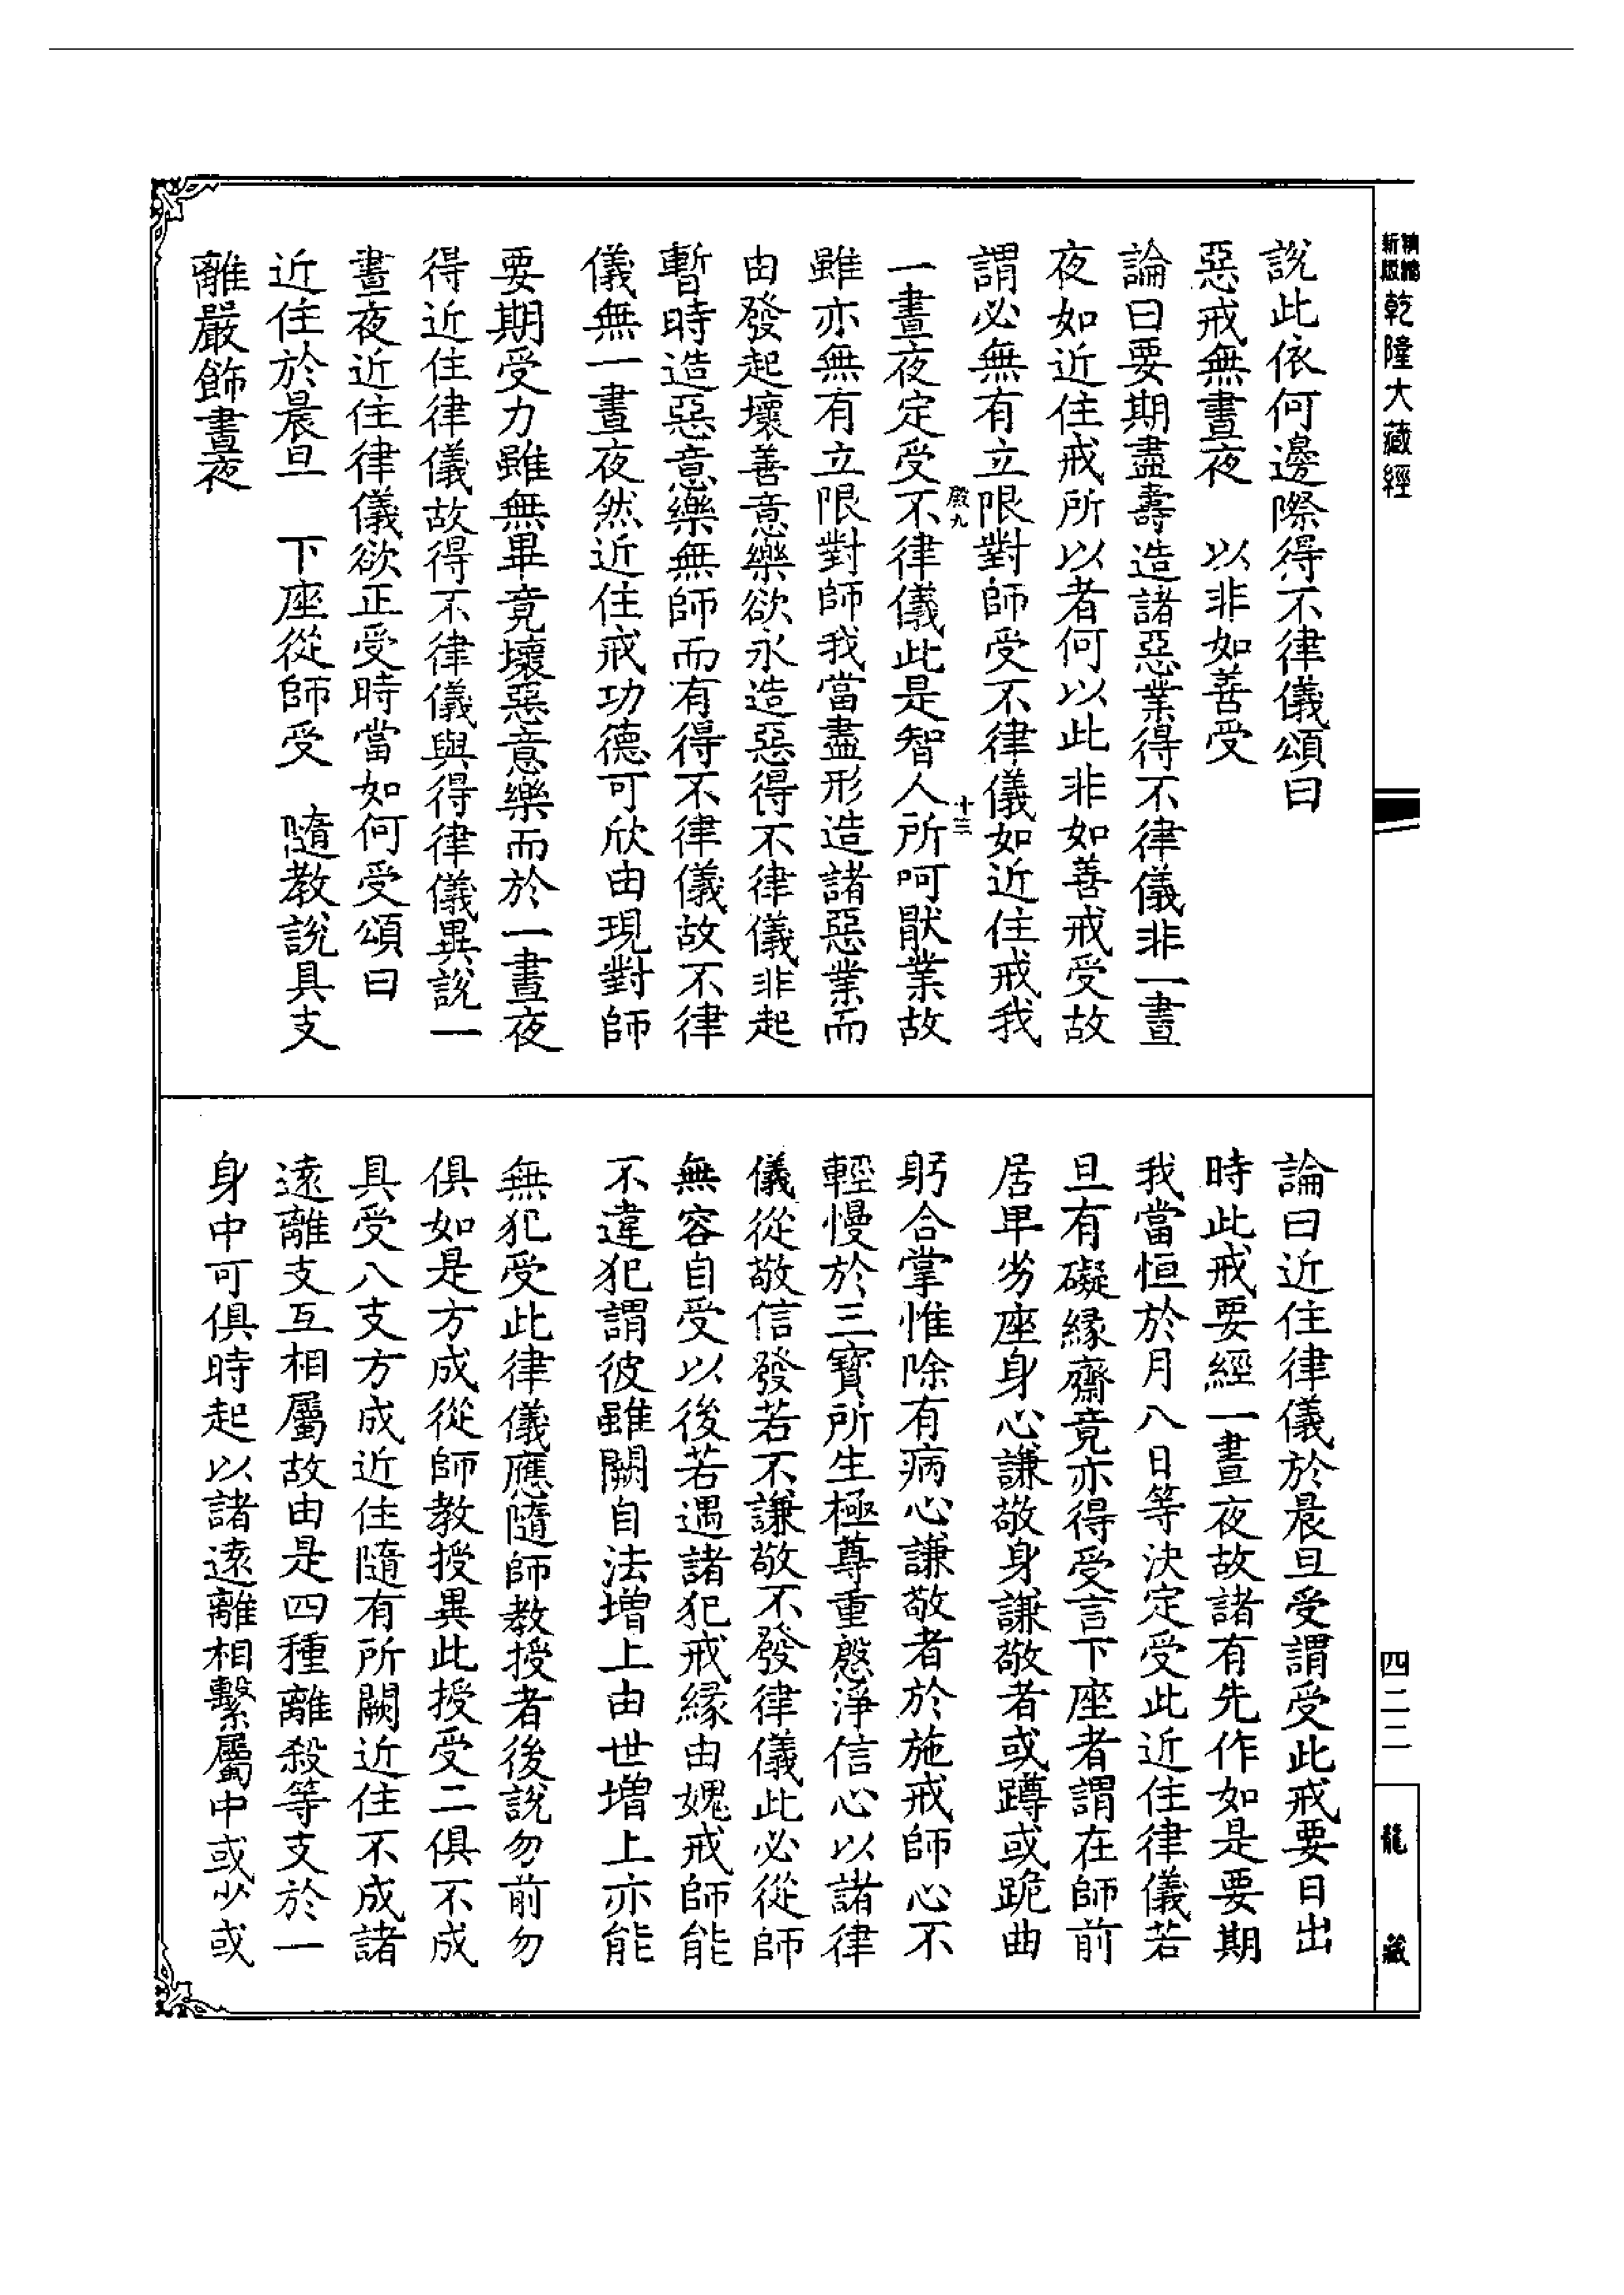 新編
縮版
乾隆大藏經
說此依何邊際得不律儀頌曰
惡戒無晝夜　以非如善受
論曰要期盡壽造諸惡業得不律儀非一晝
夜如近住戒所以者何以此非如善戒受故
謂必無有立限對師受不律儀如近住戒我
殿九　十三
一晝夜定受不律儀此是智人所呵猒業故
雖亦無有立限對師我當盡形造諸惡業而
由發起壞善意樂欲永造惡得不律儀非起
暫時造惡意樂無師而有得不律儀故不律
儀無一晝夜然近住戒功德可欣由現對師
要期受力雖無畢竟壞惡意樂而於一晝夜
得近住律儀故得不律儀與得律儀異說一
晝夜近住律儀欲正受時當如何受頌曰
近住於晨旦　下座從師受　隨教說具支
離嚴飾晝夜
論曰近住律儀於晨旦受謂受此戒要日出
時此戒要經一晝夜故諸有先作如是要期
我當恒於月八日等決定受此近住律儀若
旦有礙緣齋竟亦得受言下座者謂在師前
居卑劣座身心謙敬身謙敬者或蹲或跪曲
躬合掌惟除有病心謙敬者於施戒師心不
輕慢於三寶所生極尊重慇淨信心以諸律
儀從敬信發若不謙敬不發律儀此必從師
無容自受以後若遇諸犯戒緣由媿戒師能
不違犯謂彼雖闕自法增上由世增上亦能
無犯受此律儀應隨師教授者後說勿前勿
俱如是方成從師教授異此授受二俱不成
具受八支方成近住隨有所闕近住不成諸
遠離支互相屬故由是四種離殺等支於一
身中可俱時起以諸遠離相繫屬中或少或
四二二
龍藏